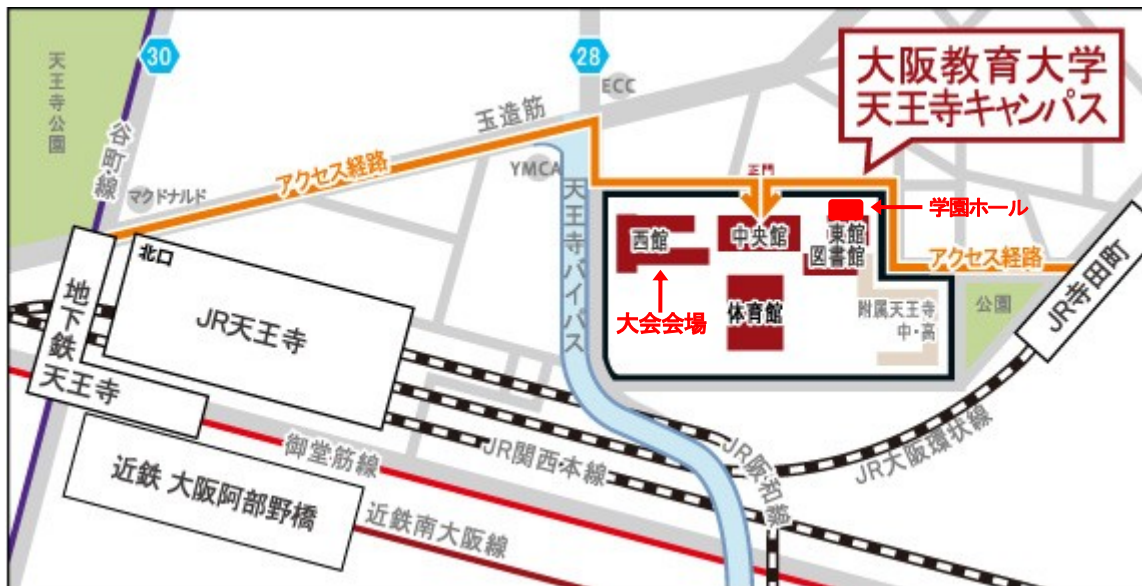 30
28
ECC
大阪教育大学
天王寺キャンパス
天王寺公園
谷町線
マクドナルド
アクセス経路
玉造筋
YMCA
正門
学園ホール
西館
中央館
東館
図書館
アクセス経路
大会会場
体育館
附属天王寺
中・高
公園
JR寺田町
天王寺バイパス
北口
JR天王寺
地下鉄
天王寺
御堂筋線
JR関西本線
JR阪和線
JR大阪環状線
近鉄 大阪阿部野橋
近鉄南大阪線